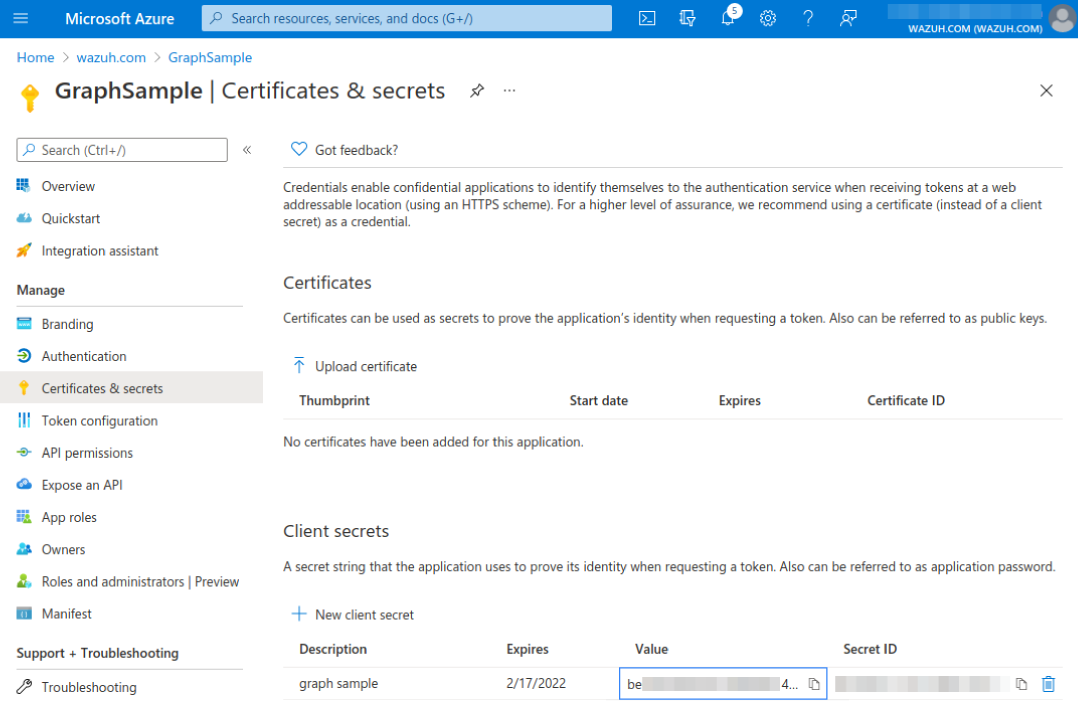 Microsoft Azure
Search resources, services, and docs (G+/)
5
WAZUH.COM (WAZUH.COM)
Home > wazuh.com > GraphSample
GraphSample | Certificates & secrets
Search (Ctrl+/)
Got feedback?
Overview
Quickstart
Integration assistant
Manage
Branding
Authentication
Certificates & secrets
Token configuration
API permissions
Expose an API
App roles
Owners
Roles and administrators | Preview
Manifest
Support + Troubleshooting
Troubleshooting
Credentials enable confidential applications to identify themselves to the authentication service when receiving tokens at a web
addressable location (using an HTTPS scheme). For a higher level of assurance, we recommend using a certificate (instead of a client
secret) as a credential.
Certificates
Certificates can be used as secrets to prove the application's identity when requesting a token. Also can be referred to as public keys.
Upload certificate
Thumbprint Start date Expires Certificate ID
No certificates have been added for this application.
Client secrets
A secret string that the application uses to prove its identity when requesting a token. Also can be referred to as application password.
New client secret
Description Expires Value Secret ID
graph sample 2/17/2022 be 4...